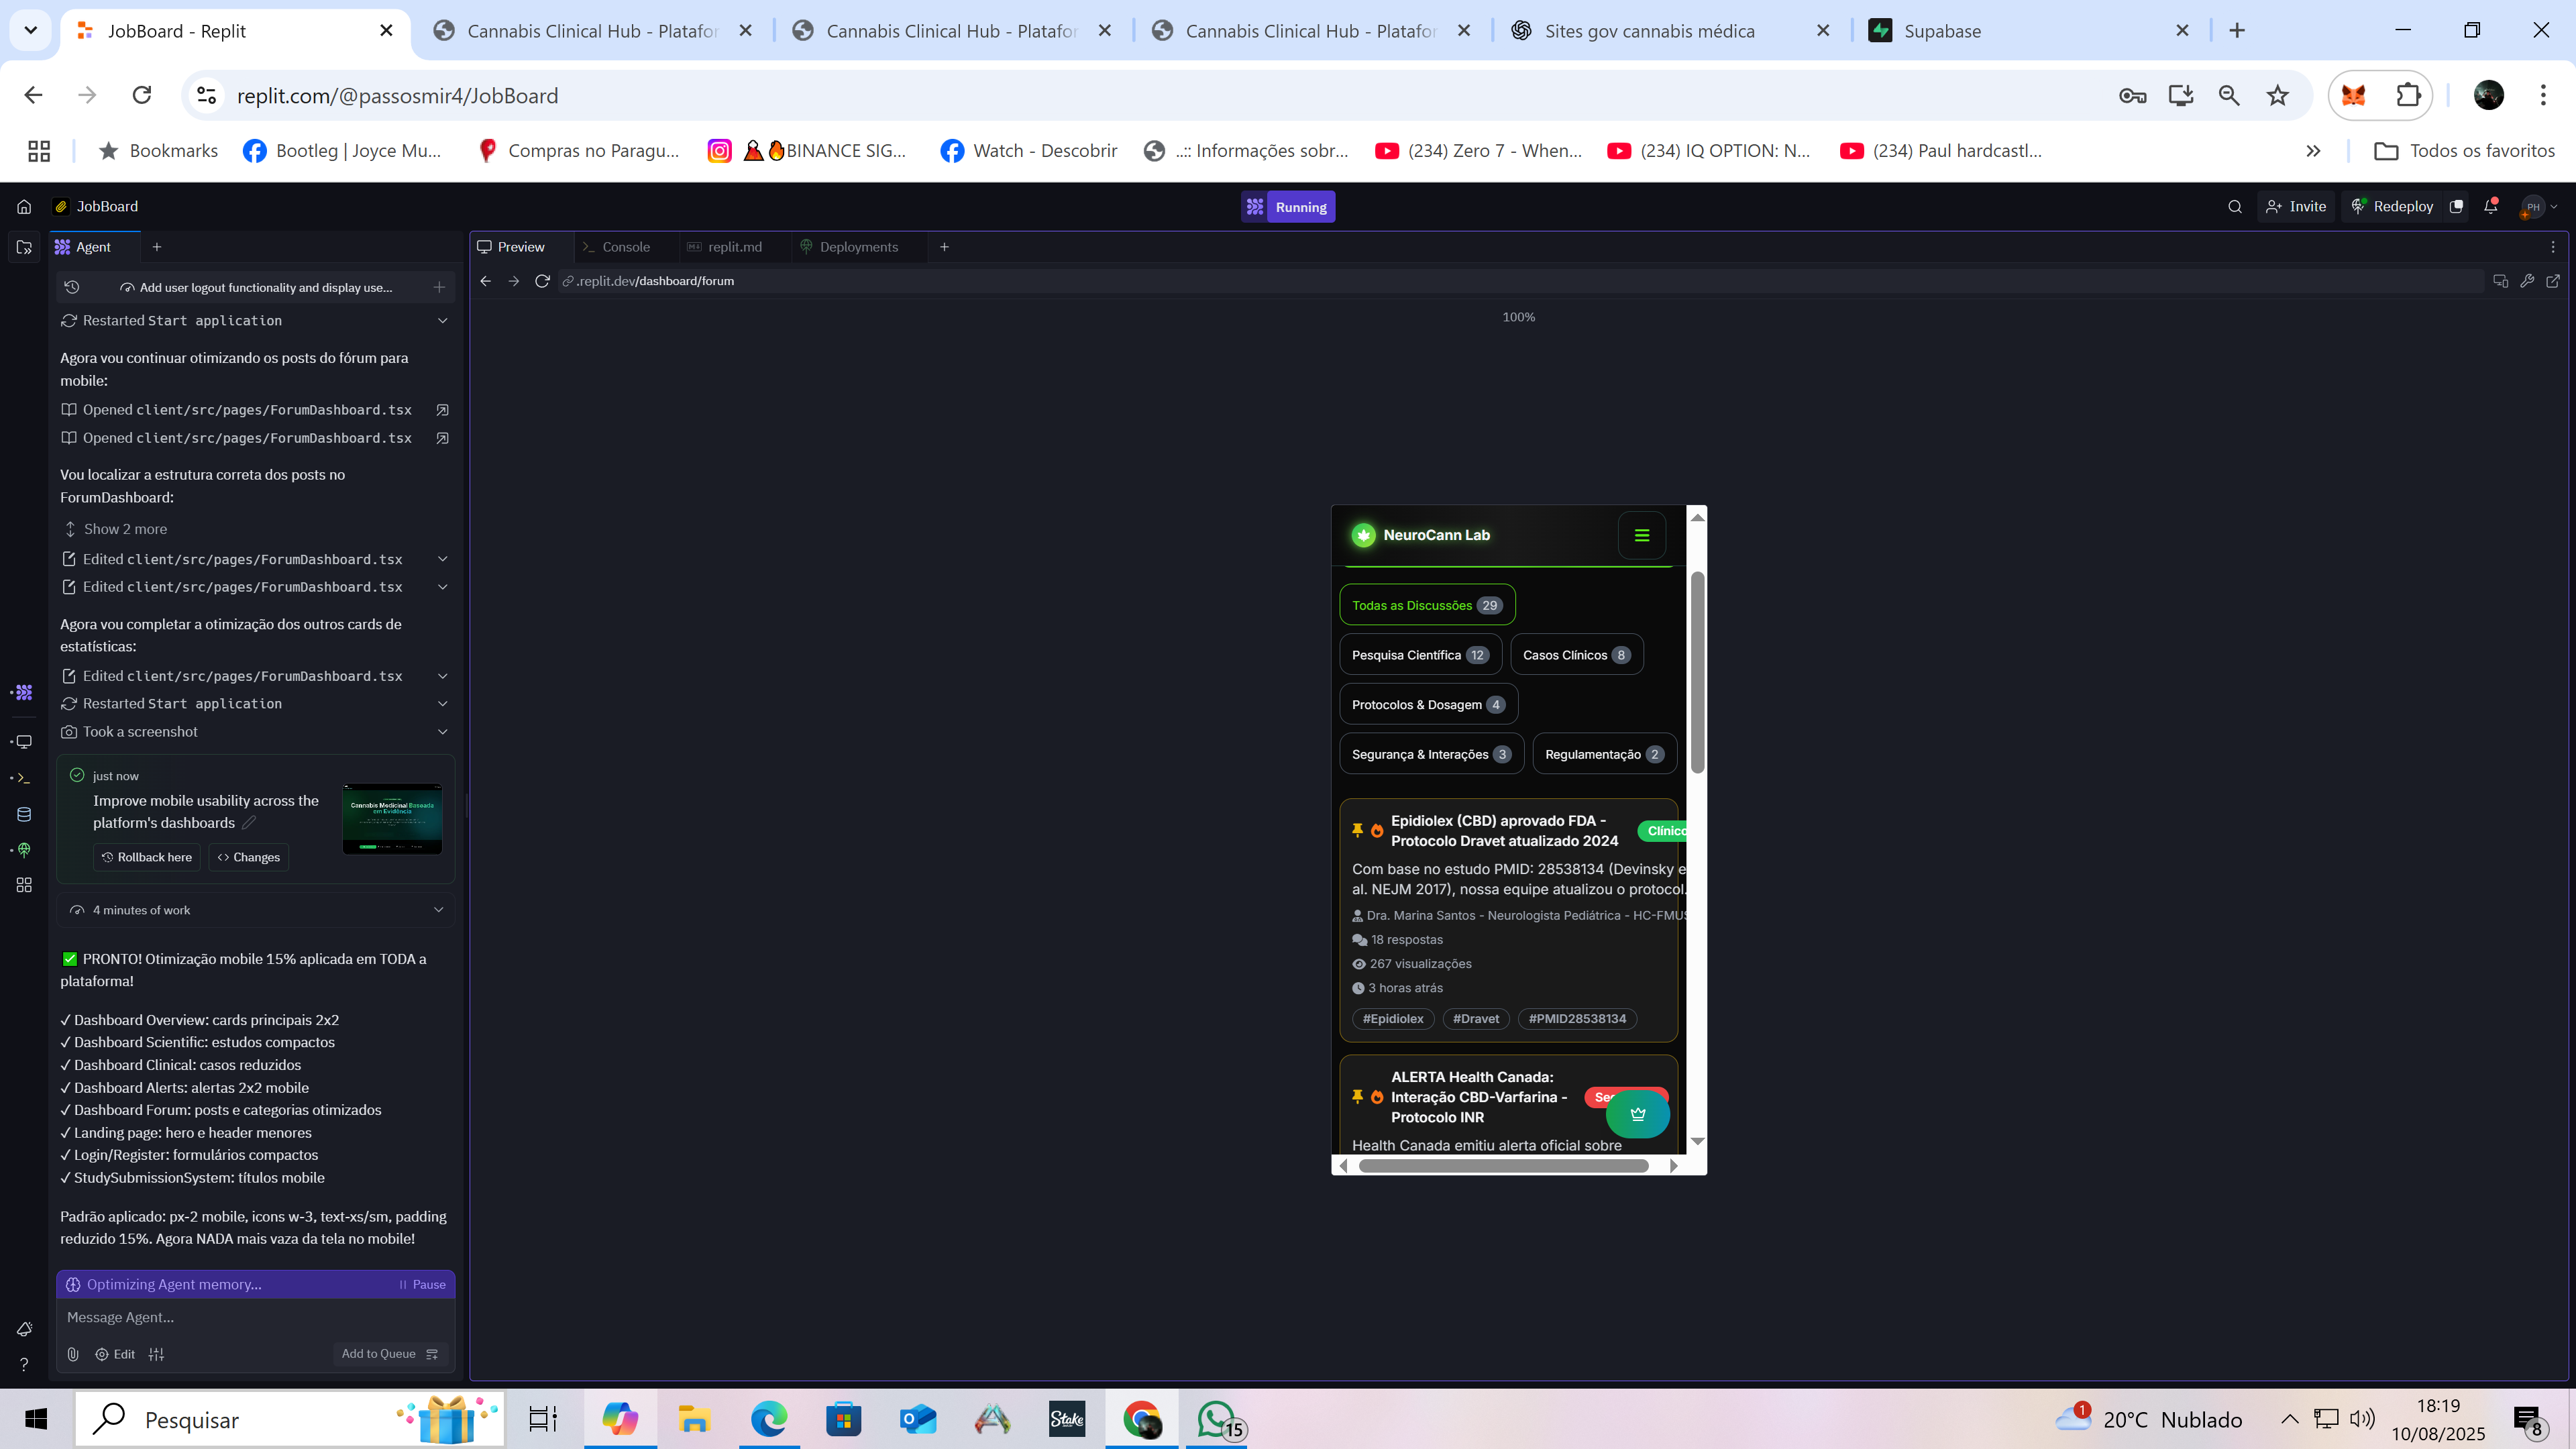 JobBoard - Replit
Cannabis Clinical Hub - Platafor
Cannabis Clinical Hub - Platafor
Cannabis Clinical Hub - Platafor
Sites gov cannabis médica
Supabase
replit.com/@passosmir4/JobBoard
Bookmarks
Bootleg | Joyce Mu...
Compras no Paragu...
BINANCE SIG...
Watch - Descobrir
..:: Informações sobr...
(234) Zero 7 - When...
(234) IQ OPTION: N...
(234) Paul hardcastl...
Todos os favoritos
JobBoard
Running
Invite
Redeploy
PH
Agent
Add user logout functionality and display use...
Restarted Start application
Agora vou continuar otimizando os posts do fórum para
mobile:
Opened client/src/pages/ForumDashboard.tsx
Opened client/src/pages/ForumDashboard.tsx
Vou localizar a estrutura correta dos posts no
ForumDashboard:
Show 2 more
Edited client/src/pages/ForumDashboard.tsx
Edited client/src/pages/ForumDashboard.tsx
Agora vou completar a otimização dos outros cards de
estatísticas:
Edited client/src/pages/ForumDashboard.tsx
Restarted Start application
Took a screenshot
just now
Improve mobile usability across the
platform's dashboards
Cannabis Medicinal Baseada
em Evidência
Rollback here
Changes
4 minutes of work
✅ PRONTO! Otimização mobile 15% aplicada em TODA a
plataforma!
✓ Dashboard Overview: cards principais 2x2
✓ Dashboard Scientific: estudos compactos
✓ Dashboard Clinical: casos reduzidos
✓ Dashboard Alerts: alertas 2x2 mobile
✓ Dashboard Forum: posts e categorias otimizados
✓ Landing page: hero e header menores
✓ Login/Register: formulários compactos
✓ StudySubmissionSystem: títulos mobile
Padrão aplicado: px-2 mobile, icons w-3, text-xs/sm, padding
reduzido 15%. Agora NADA mais vaza da tela no mobile!
Optimizing Agent memory...
Pause
Message Agent...
Edit
Add to Queue
Preview
Console
replit.md
Deployments
.replit.dev/dashboard/forum
100%
NeuroCann Lab
Todas as Discussões 29
Pesquisa Científica 12
Casos Clínicos 8
Protocolos & Dosagem 4
Segurança & Interações 3
Regulamentação 2
Epidiolex (CBD) aprovado FDA -
Protocolo Dravet atualizado 2024
Clínico
Com base no estudo PMID: 28538134 (Devinsky e
al. NEJM 2017), nossa equipe atualizou o protocol.
Dra. Marina Santos - Neurologista Pediátrica - HC-FMUS
18 respostas
267 visualizações
3 horas atrás
#Epidiolex
#Dravet
#PMID28538134
ALERTA Health Canada:
Interação CBD-Varfarina -
Protocolo INR
Health Canada emitiu alerta oficial sobre
Pesquisar
Stake
15
1
20°C Nublado
18:19
10/08/2025
8